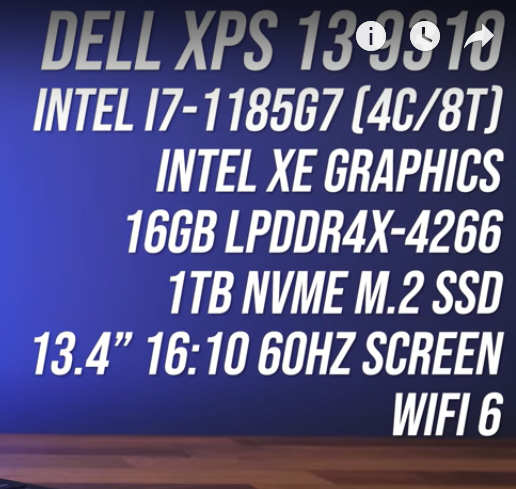 DELL XPS 13 9310
INTEL I7-1185G7 (4C/8T)
INTEL XE GRAPHICS
16GB LPDDR4X-4266
1TB NVME M.2 SSD
13.4” 16:10 60HZ SCREEN
WIFI 6